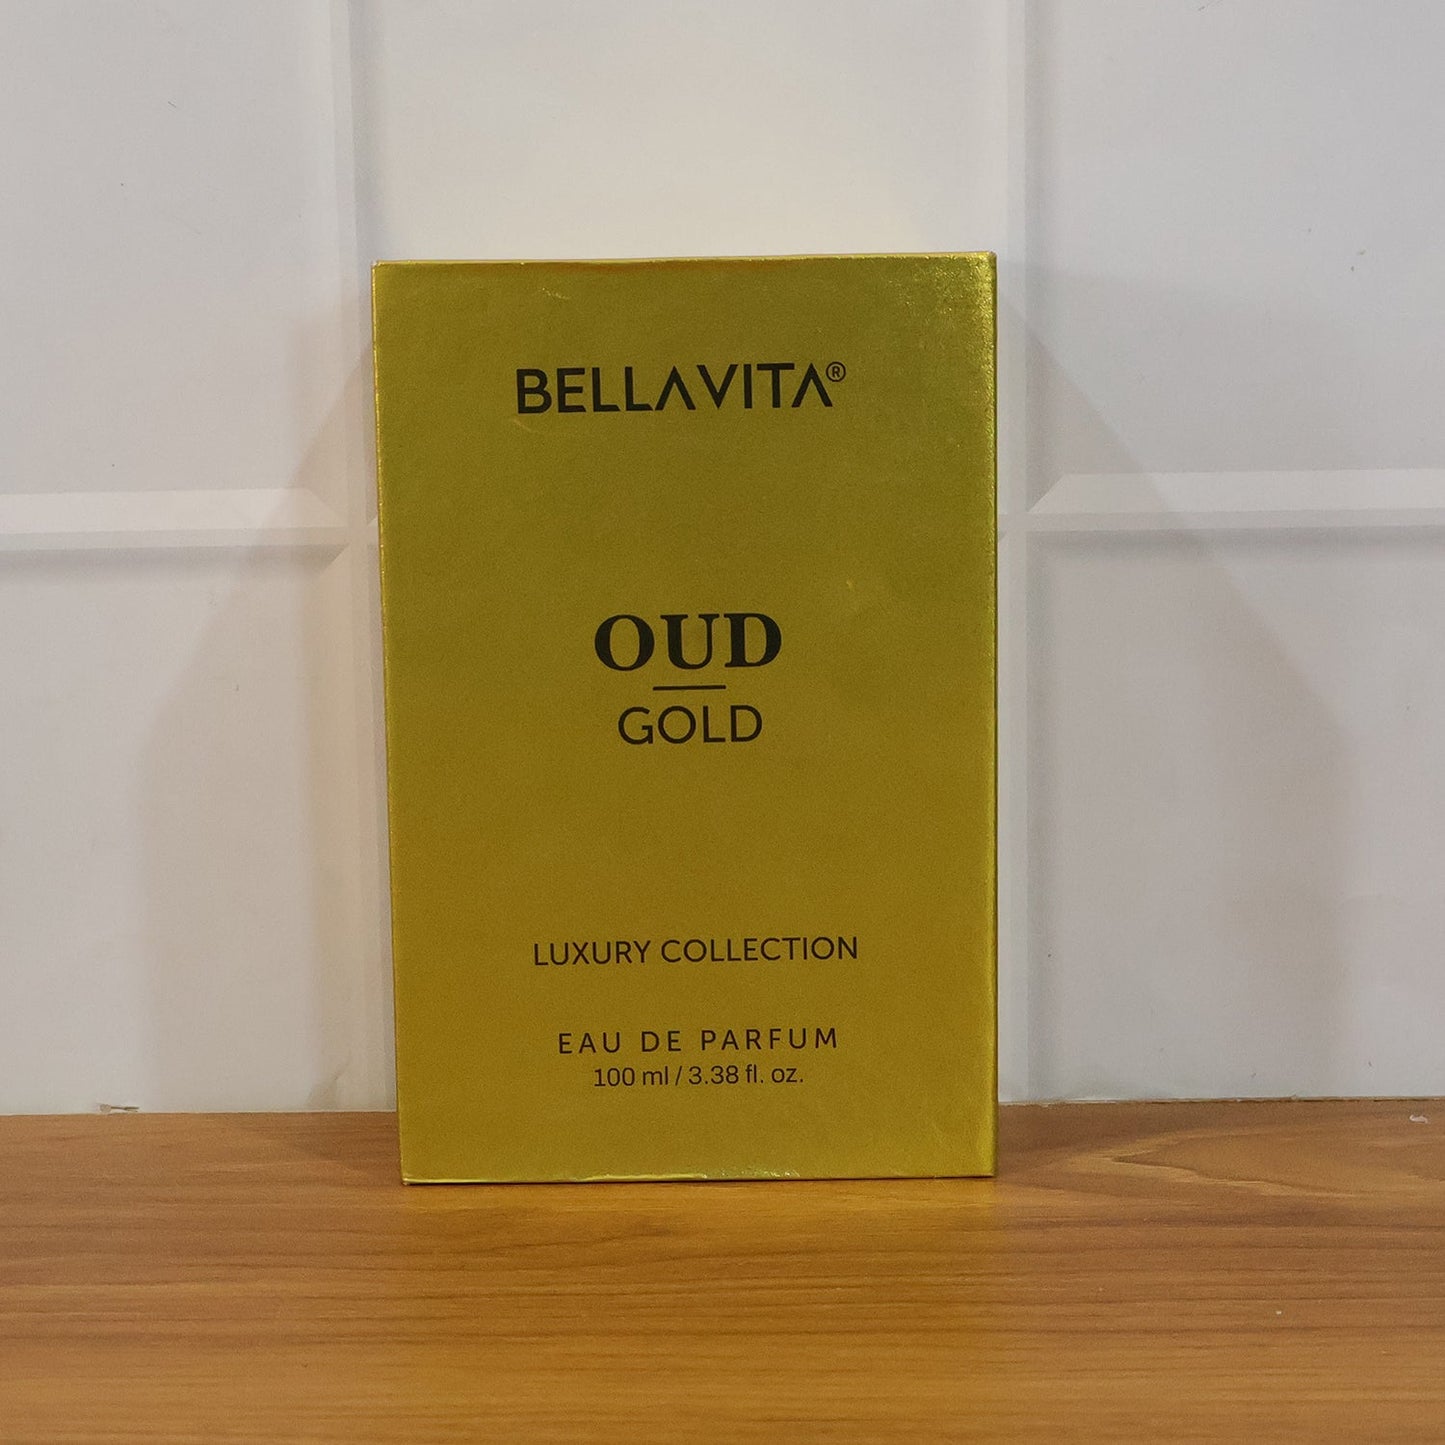 BELLAVITA®
OUD
GOLD
LUXURY COLLECTION
EAU DE PARFUM
100 ml / 3.38 fl. oz.